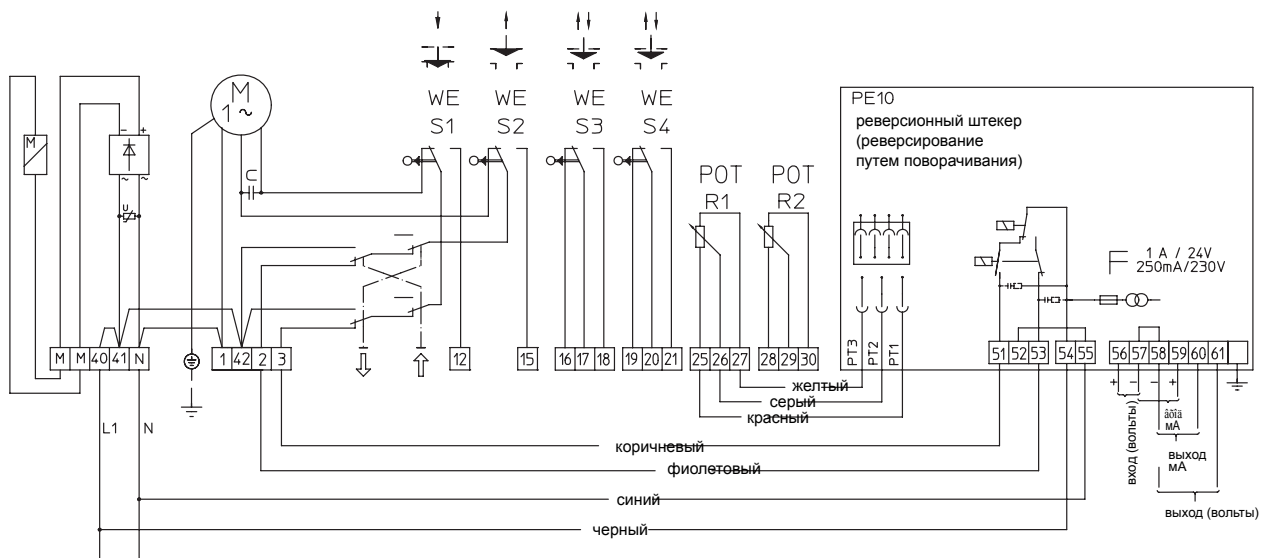 WE S1
WE S2
WE S3
WE S4
PE10
реверсионный штекер
(реверсирование
путем поворачивания)
M
1~
M
- +
~ ~
U
C
POT R1
POT R2
F 1 A / 24V
250mA/230V
M M 40 41 N
1 42 2 3
12
15
16 17 18
19 20 21
25 26 27
28 29 30
PT3 PT2 PT1
51 52 53
54 55
56 57 58 59 60 61
+ - - +
желтый
серый
красный
L1 N
коричневый
фиолетовый
синий
черный
вход (вольты)
âõîä
мА
выход
мА
выход (вольты)